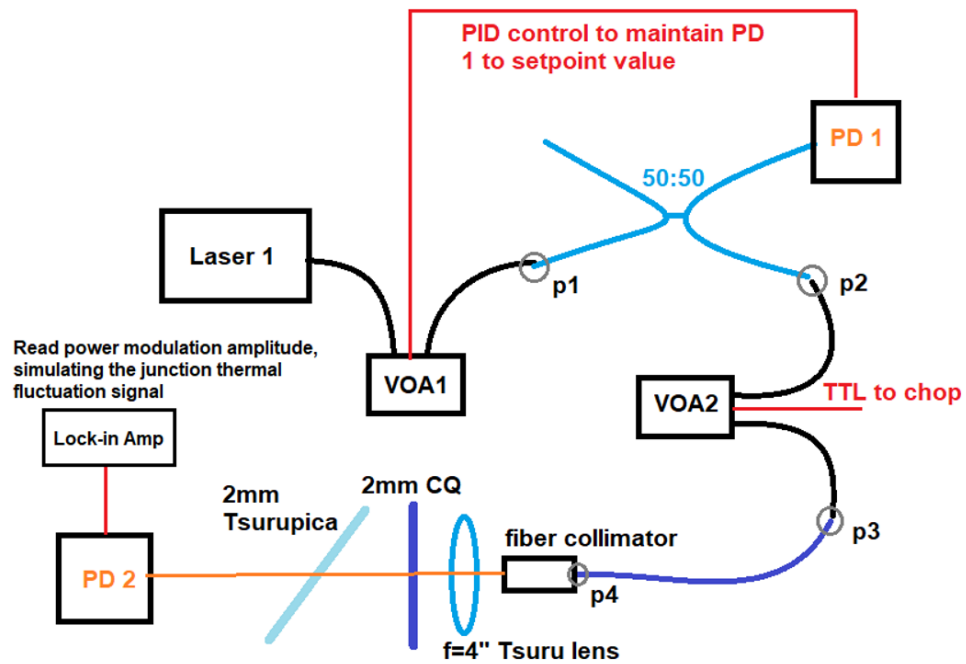 PID control to maintain PD
1 to setpoint value
PD 1
50:50
Laser 1
p1
p2
Read power modulation amplitude,
simulating the junction thermal
fluctuation signal
VOA1
VOA2
TTL to chop
Lock-in Amp
2mm
Tsurupica
2mm CQ
fiber collimator
p3
PD 2
p4
f=4" Tsuru lens